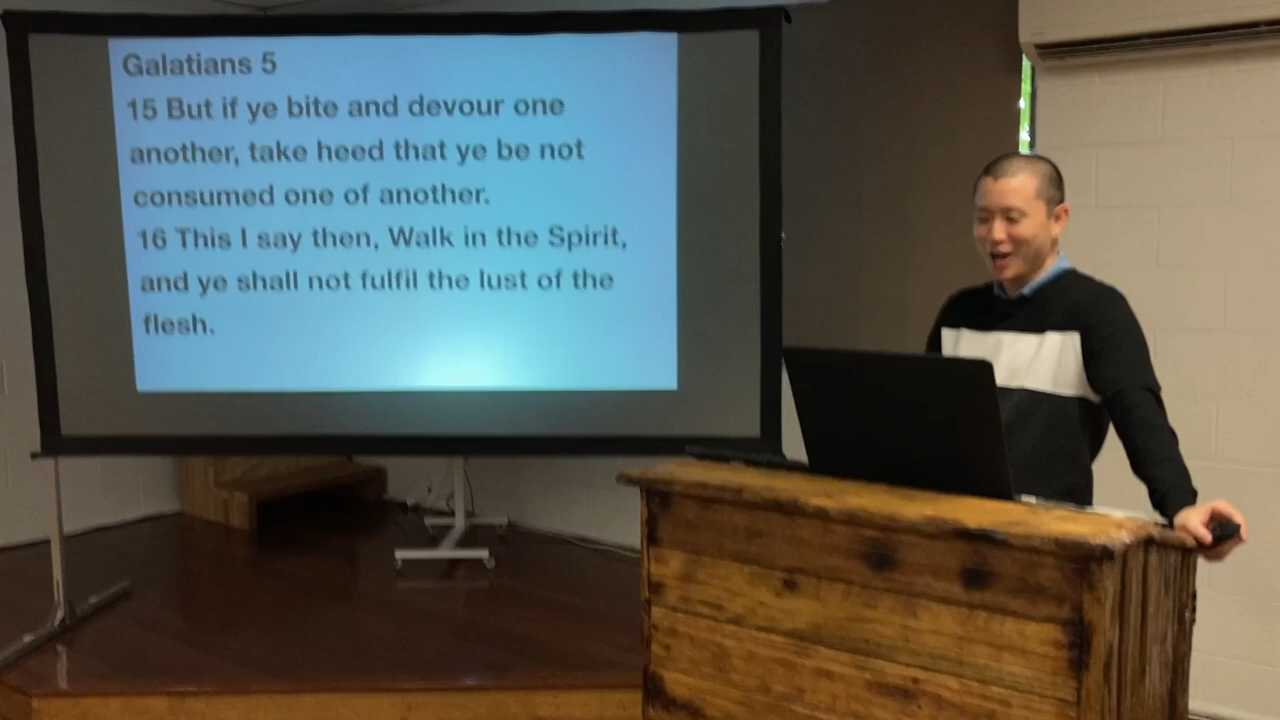 Galatians 5
15 But if ye bite and devour one
another, take heed that ye be not
consumed one of another.
16 This I say then, Walk in the Spirit,
and ye shall not fulfil the lust of the
flesh.